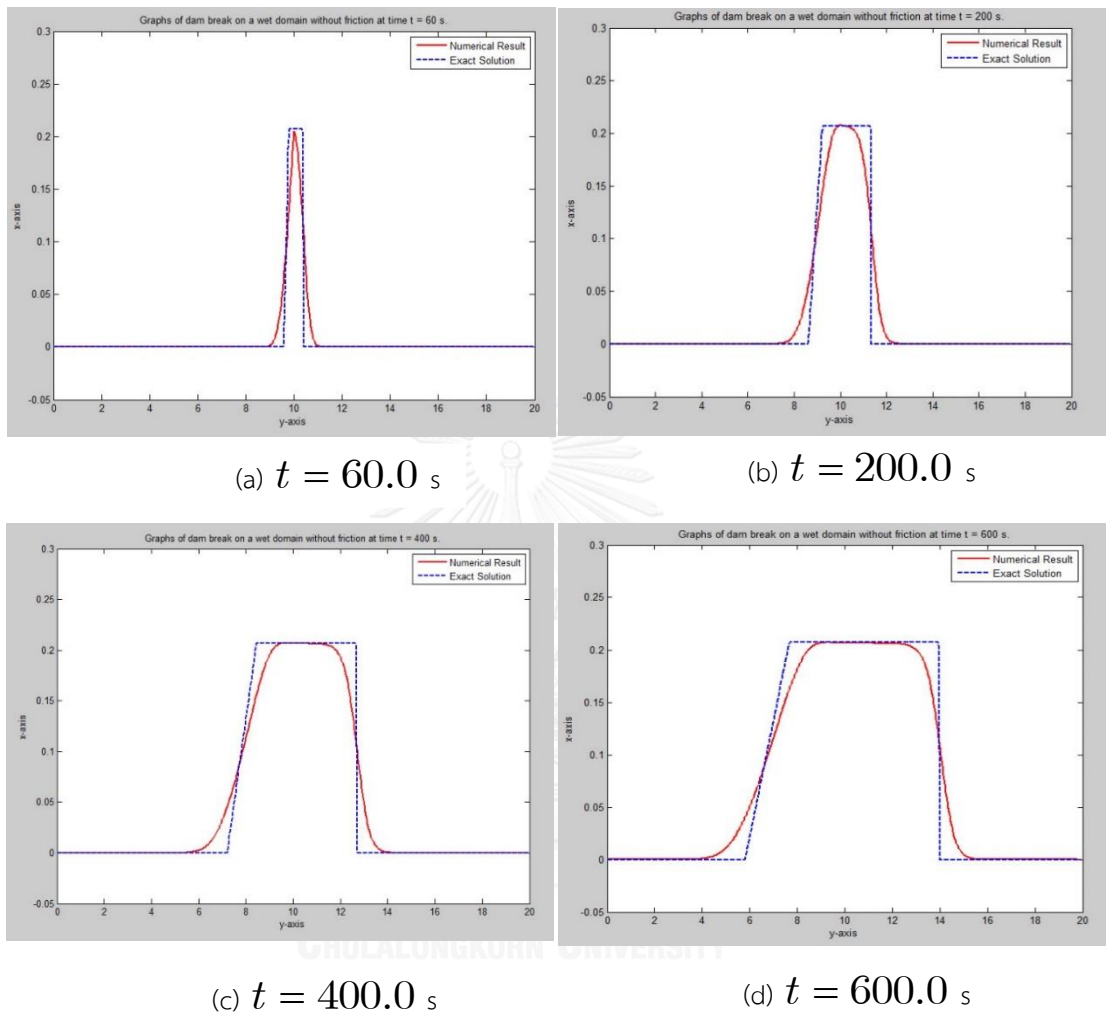 Graphs of dam break on a wet domain without friction at time t = 60 s.
0.3
0.25
0.2
0.15
0.1
0.05
0
-0.05
x-axis
Numerical Result
Exact Solution
0 2 4 6 8 10 12 14 16 18 20
y-axis
(a) t = 60.0 s
Graphs of dam break on a wet domain without friction at time t = 200 s.
0.3
0.25
0.2
0.15
0.1
0.05
0
-0.05
x-axis
Numerical Result
Exact Solution
0 2 4 6 8 10 12 14 16 18 20
y-axis
(b) t = 200.0 s
Graphs of dam break on a wet domain without friction at time t = 400 s.
0.3
0.25
0.2
0.15
0.1
0.05
0
-0.05
x-axis
Numerical Result
Exact Solution
0 2 4 6 8 10 12 14 16 18 20
y-axis
(c) t = 400.0 s
Graphs of dam break on a wet domain without friction at time t = 600 s.
0.3
0.25
0.2
0.15
0.1
0.05
0
-0.05
x-axis
Numerical Result
Exact Solution
0 2 4 6 8 10 12 14 16 18 20
y-axis
(d) t = 600.0 s
CHULALONGKORN UNIVERSITY